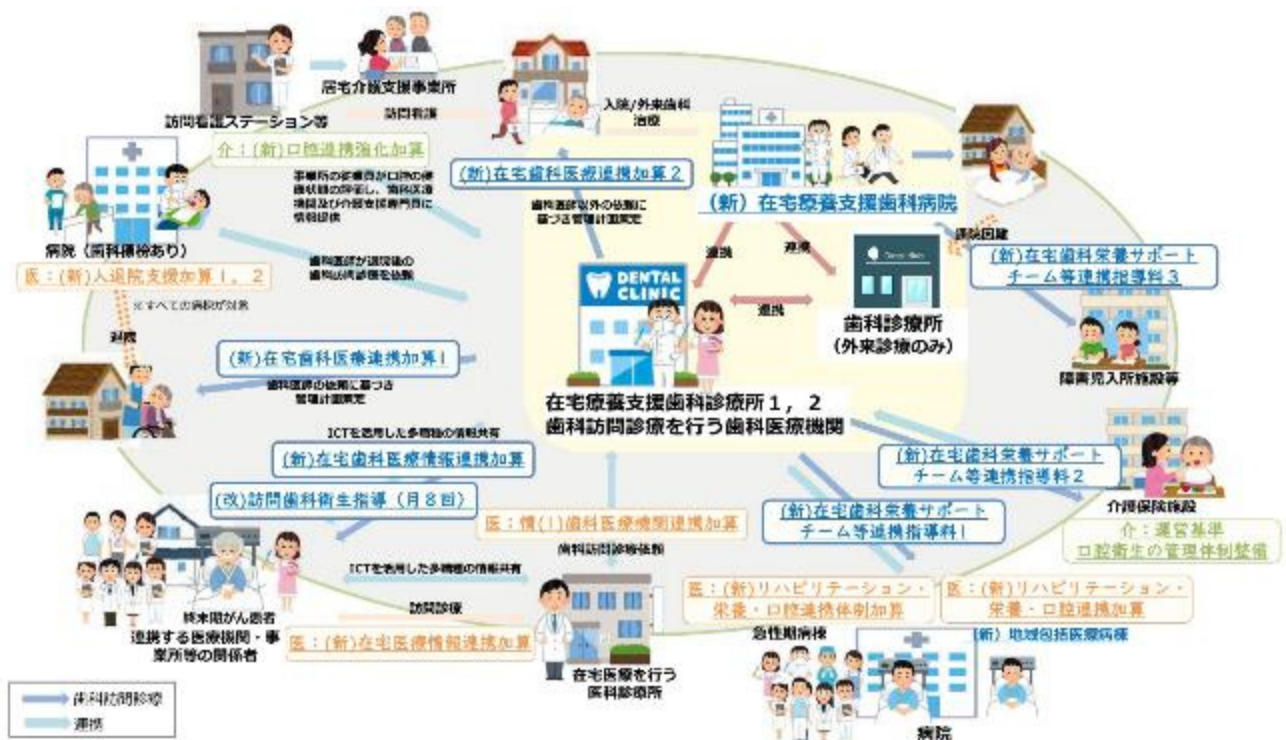 居宅介護支援事業所
訪問看護ステーション等
訪問看護
介：(新)口腔連携強化加算
事業所の従業員が口腔の健
康状態の評価し、歯科医療
機関及び介護支援専門員に
情報提供
入院/外来歯科
治療
(新)在宅歯科医療連携加算2
歯科医師以外の依頼に
基づき管理計画策定
(新) 在宅療養支援歯科病院
通院困難
連携
連携
連携
DENTAL
CLINIC
歯科診療所
(外来診療のみ)
(新)在宅歯科栄養サポート
チーム等連携指導料3
障害児入所施設等
病院（歯科標榜あり）
医：(新)入退院支援加算1，2
※すべての病棟が対象
歯科医師が退院後の
歯科訪問診療を依頼
退院
(新)在宅歯科医療連携加算1
歯科医師の依頼に基づき
管理計画策定
在宅療養支援歯科診療所1，2
歯科訪問診療を行う歯科医療機関
ICTを活用した多職種の情報共有
(新)在宅歯科医療情報連携加算
(改)訪問歯科衛生指導（月8回）
(新)在宅歯科栄養サポート
チーム等連携指導料2
介護保険施設
介：運営基準
口腔衛生の管理体制整備
医：情(1)歯科医療機関連携加算
歯科訪問診療依頼
(新)在宅歯科栄養サポート
チーム等連携指導料1
ICTを活用した多職種の情報共有
訪問診療
終末期がん患者
連携する医療機関・事
業所等の関係者
医：(新)在宅医療情報連携加算
在宅医療を行う
医科診療所
医：(新)リハビリテーション・
栄養・口腔連携体制加算
医：(新)リハビリテーション・
栄養・口腔連携加算
急性期病棟
(新) 地域包括医療病棟
病院
歯科訪問診療
連携